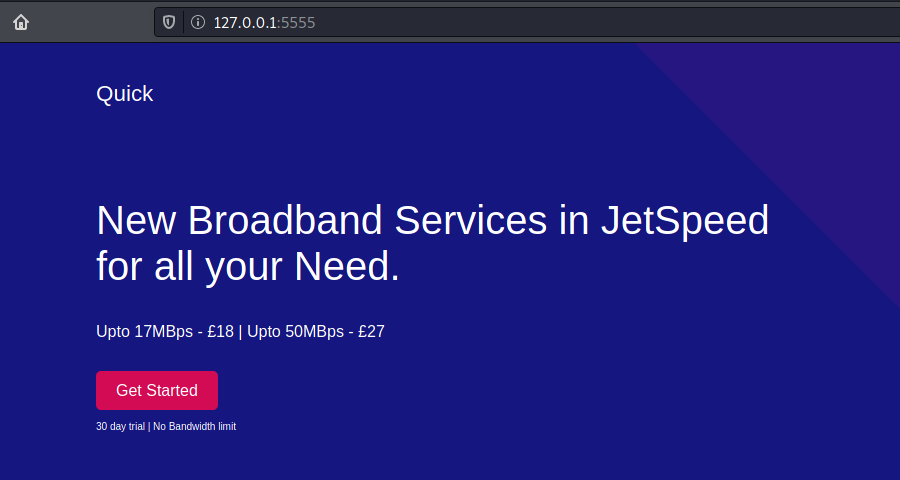 127.0.0.1:5555
Quick
New Broadband Services in JetSpeed
for all your Need.
Upto 17MBps - £18 | Upto 50MBps - £27
Get Started
30 day trial | No Bandwidth limit